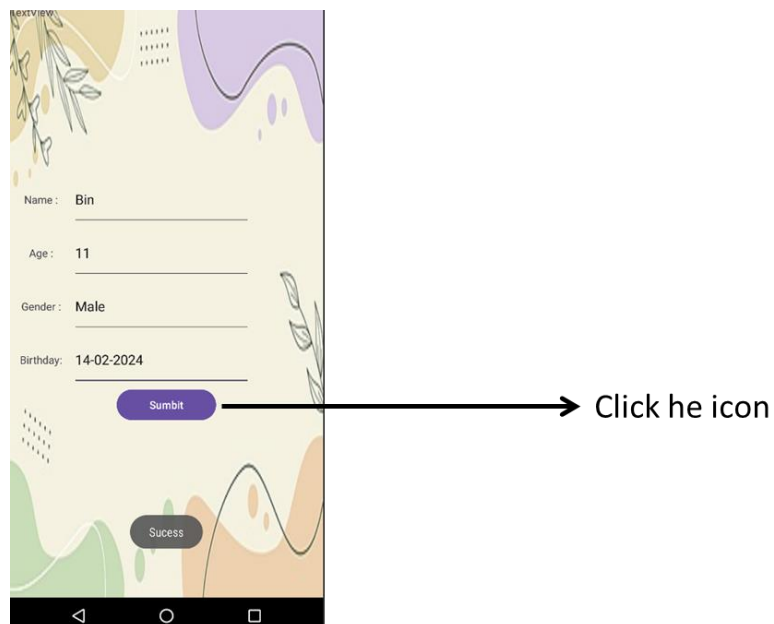 TextView
Name : Bin
Age : 11
Gender : Male
Birthday: 14-02-2024
Sumbit
Click he icon
Sucess